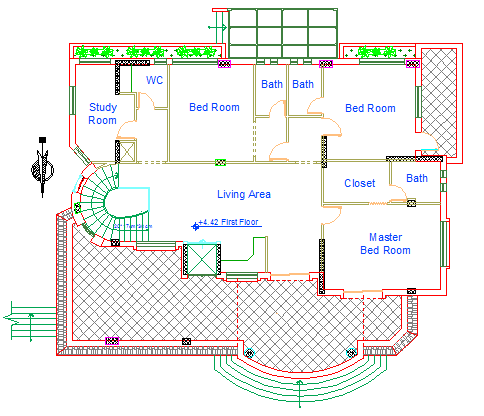 WC
Study
Room
Bed Room
Bath
Bath
Bed Room
Closet
Bath
Living Area
+4.42 First Floor
Master
Bed Room